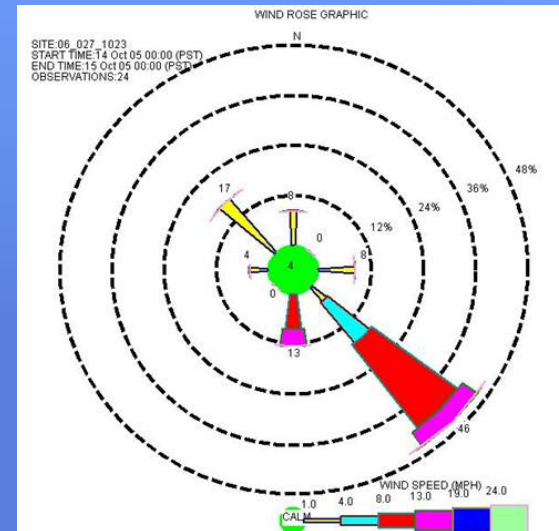 WIND ROSE GRAPHIC
N
SITE:06_027_1023
START TIME:14 Oct 05 00:00 (PST)
END TIME:15 Oct 05 00:00 (PST)
OBSERVATIONS:24
48%
36%
24%
12%
17
8
0
4
4
8
0
13
46
WIND SPEED (MPH)
CALM
1.0 4.0 8.0 13.0 19.0 24.0